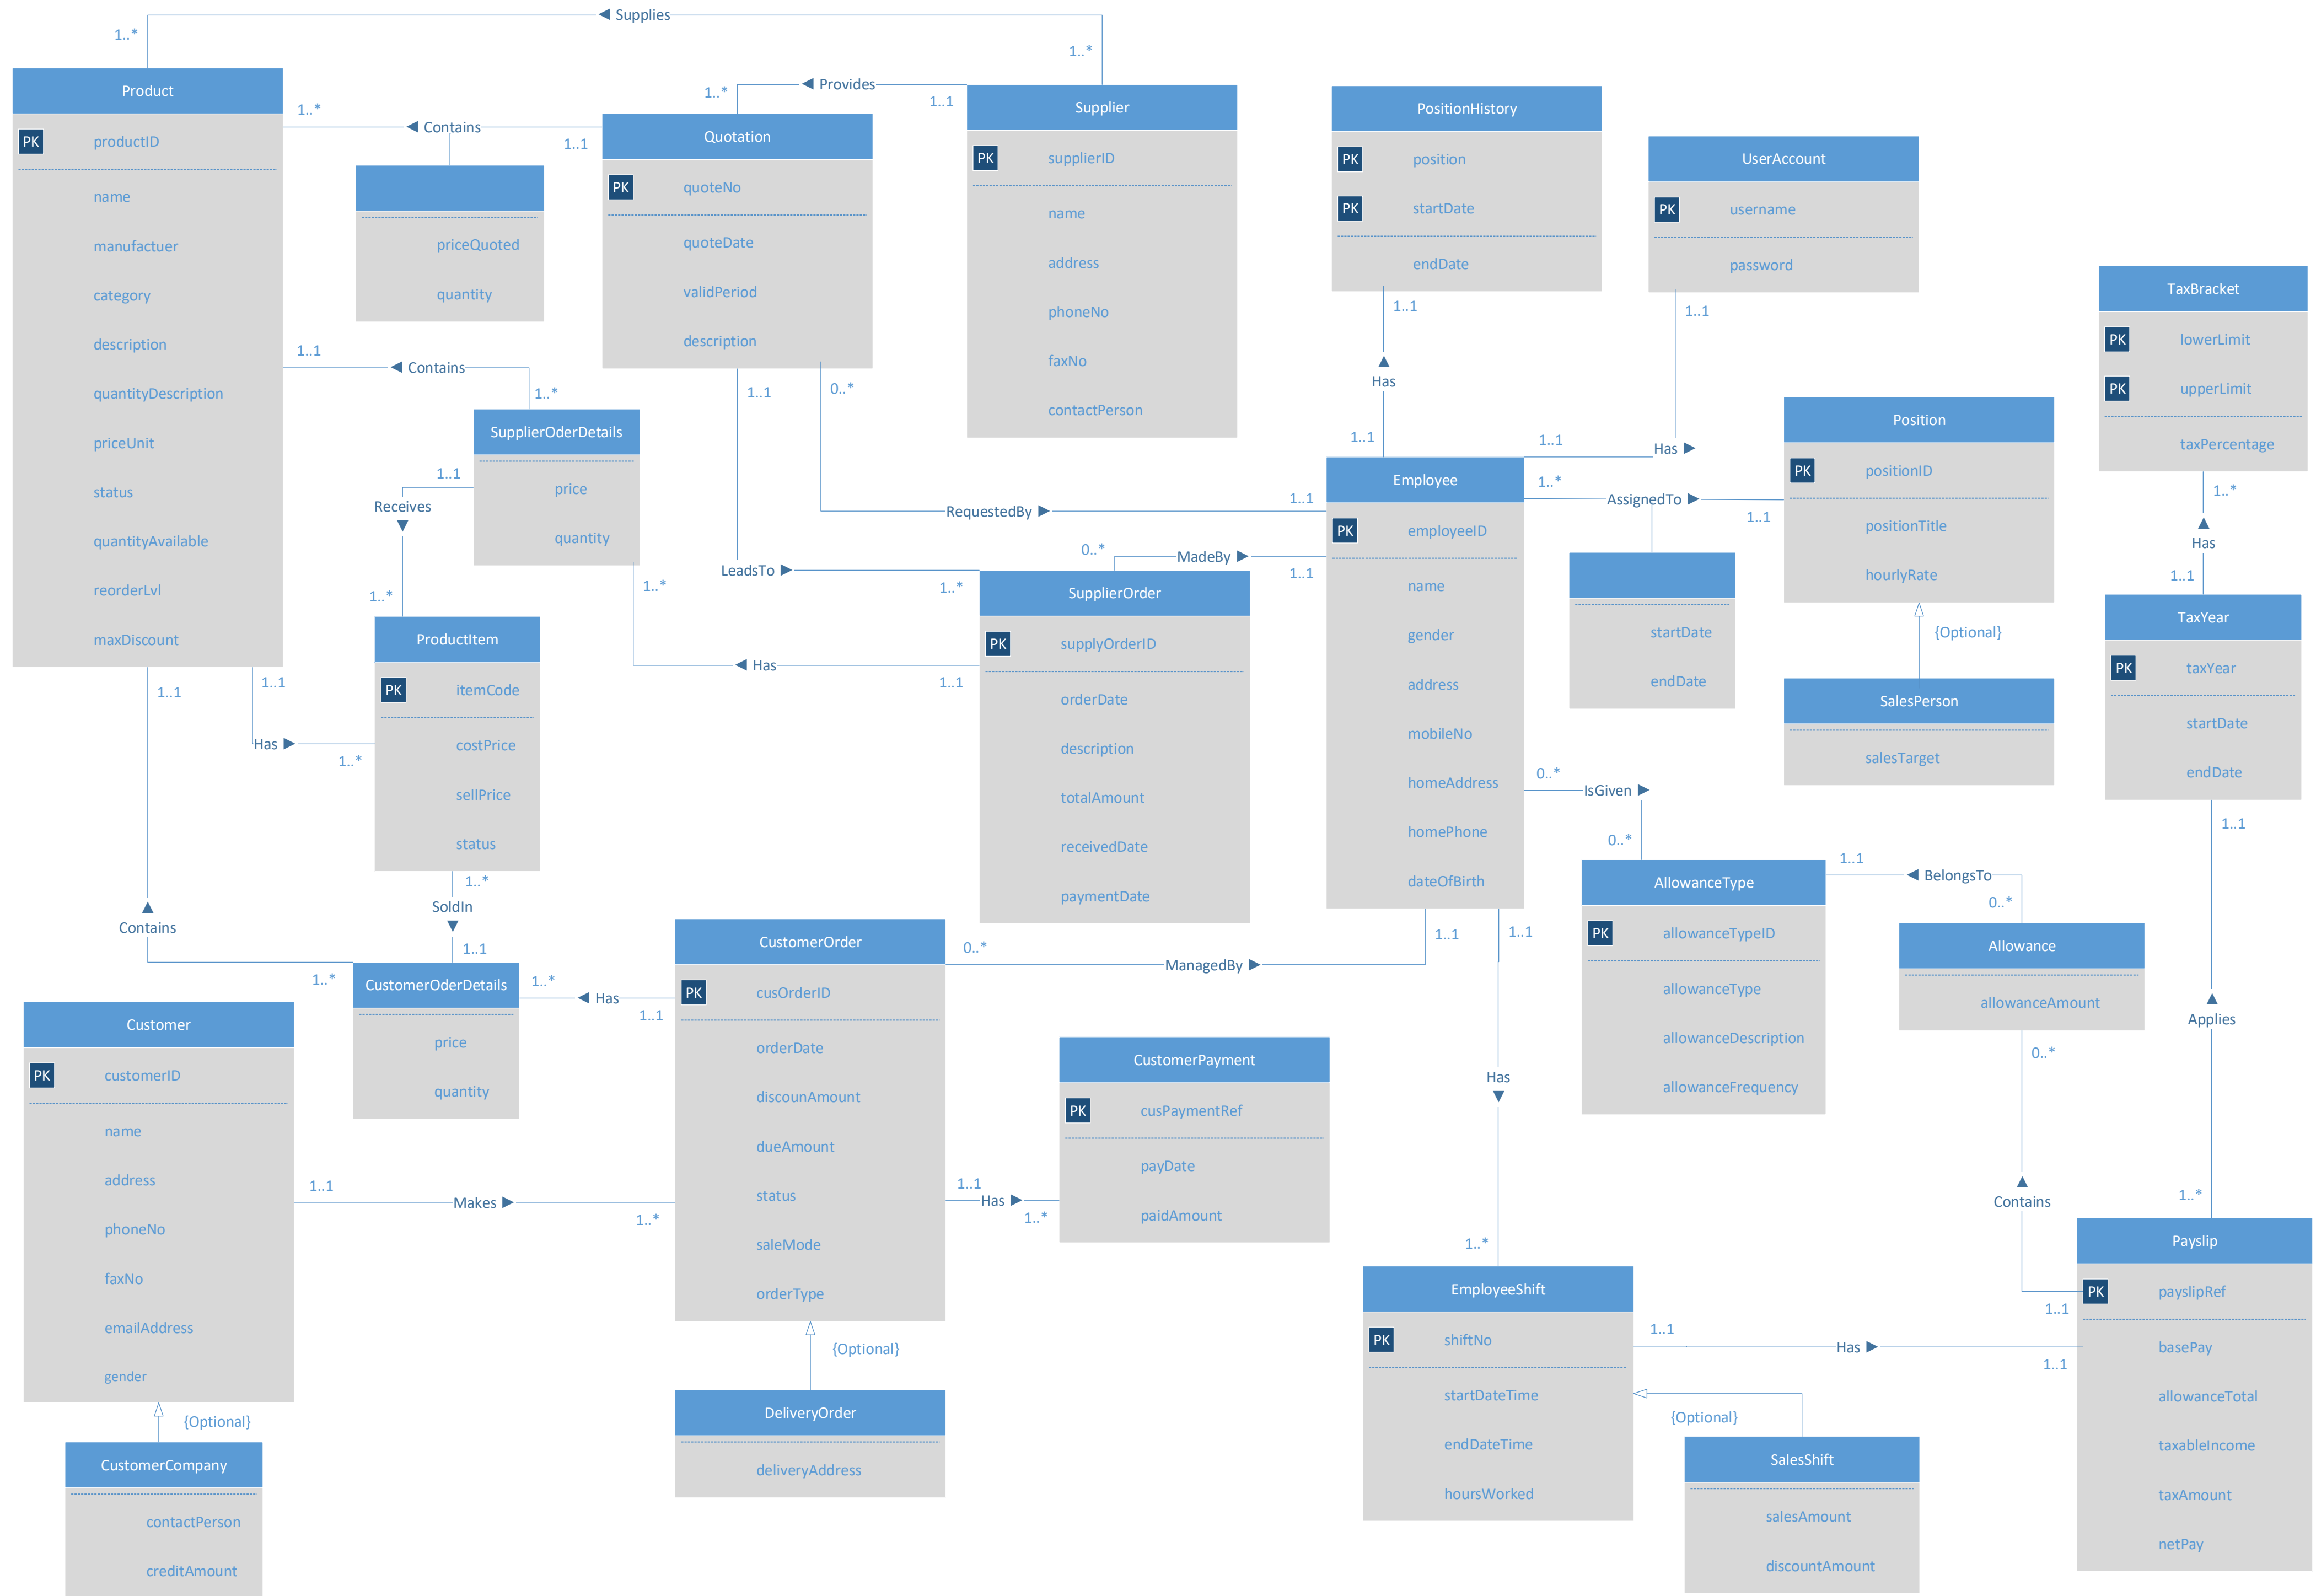 ◄ Supplies
1..*
1..*
Product
PK productID
name
manufactuer
category
description
quantityDescription
priceUnit
status
quantityAvailable
reorderLvl
maxDiscount
1..*
◄ Contains
1..1
priceQuoted
quantity
1..*
◄ Provides
1..1
Quotation
PK quoteNo
quoteDate
validPeriod
description
Supplier
PK supplierID
name
address
phoneNo
faxNo
contactPerson
PositionHistory
PK position
PK startDate
endDate
1..1
▲
Has
1..1
UserAccount
PK username
password
1..1
1..1
Has ►
TaxBracket
PK lowerLimit
PK upperLimit
taxPercentage
1..*
▲
Has
1..1
TaxYear
PK taxYear
startDate
endDate
1..1
▲
Applies
1..*
1..1
◄ Contains
1..*
SupplierOderDetails
price
quantity
1..1
Receives
▼
1..*
1..1
LeadsTo ►
1..*
0..*
RequestedBy ►
1..1
0..*
MadeBy ►
1..1
1..*
◄ Has
1..1
SupplierOrder
PK supplyOrderID
orderDate
description
totalAmount
receivedDate
paymentDate
Employee
PK employeeID
name
gender
address
mobileNo
homeAddress
homePhone
dateOfBirth
1..*
AssignedTo ►
1..1
startDate
endDate
Position
PK positionID
positionTitle
hourlyRate
{Optional}
SalesPerson
salesTarget
ProductItem
PK itemCode
costPrice
sellPrice
status
1..1
1..1
Has ►
1..*
1..*
SoldIn
▼
1..1
▲
Contains
1..*
CustomerOderDetails
price
quantity
1..*
◄ Has
1..1
CustomerOrder
PK cusOrderID
orderDate
discounAmount
dueAmount
status
saleMode
orderType
0..*
ManagedBy ►
1..1
1..1
Has
▼
1..*
0..*
IsGiven ►
0..*
AllowanceType
PK allowanceTypeID
allowanceType
allowanceDescription
allowanceFrequency
1..1
◄ BelongsTo
0..*
Allowance
allowanceAmount
0..*
▲
Contains
1..1
Customer
PK customerID
name
address
phoneNo
faxNo
emailAddress
gender
{Optional}
CustomerCompany
contactPerson
creditAmount
1..1
Makes ►
1..*
1..1
Has ►
1..*
CustomerPayment
PK cusPaymentRef
payDate
paidAmount
{Optional}
DeliveryOrder
deliveryAddress
EmployeeShift
PK shiftNo
startDateTime
endDateTime
hoursWorked
1..1
Has ►
1..1
{Optional}
SalesShift
salesAmount
discountAmount
Payslip
PK payslipRef
basePay
allowanceTotal
taxableIncome
taxAmount
netPay